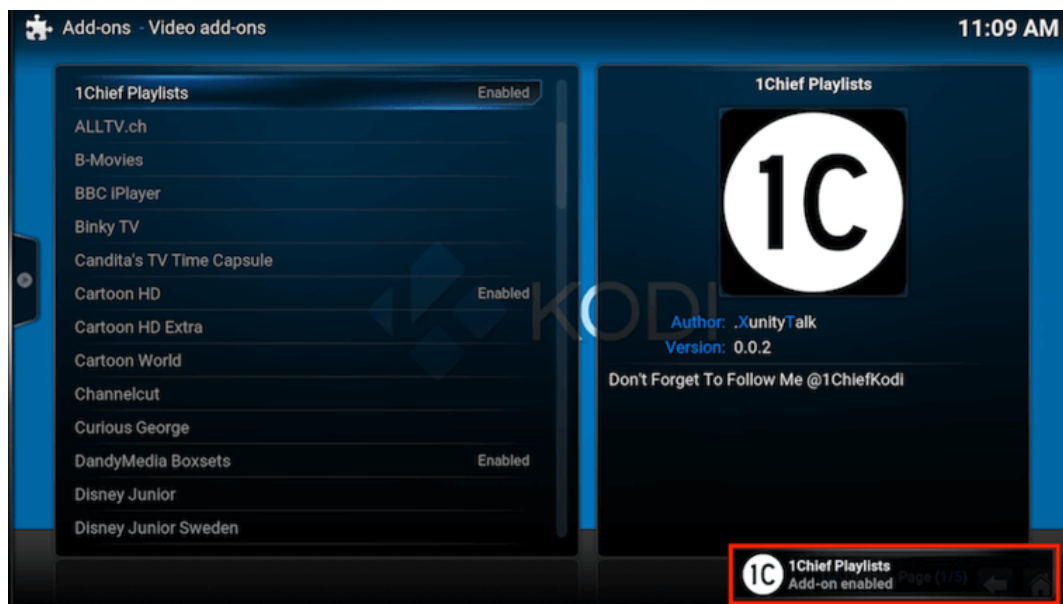 Add-ons - Video add-ons
11:09 AM
1Chief Playlists Enabled
ALLTV.ch
B-Movies
BBC iPlayer
Binky TV
Candita's TV Time Capsule
Cartoon HD Enabled
Cartoon HD Extra
Cartoon World
Channelcut
Curious George
DandyMedia Boxsets Enabled
Disney Junior
Disney Junior Sweden
KODI
1Chief Playlists
1C
Author: .XunityTalk
Version: 0.0.2
Don't Forget To Follow Me @1ChiefKodi
1C
1Chief Playlists
Add-on enabled
Page (1/5)